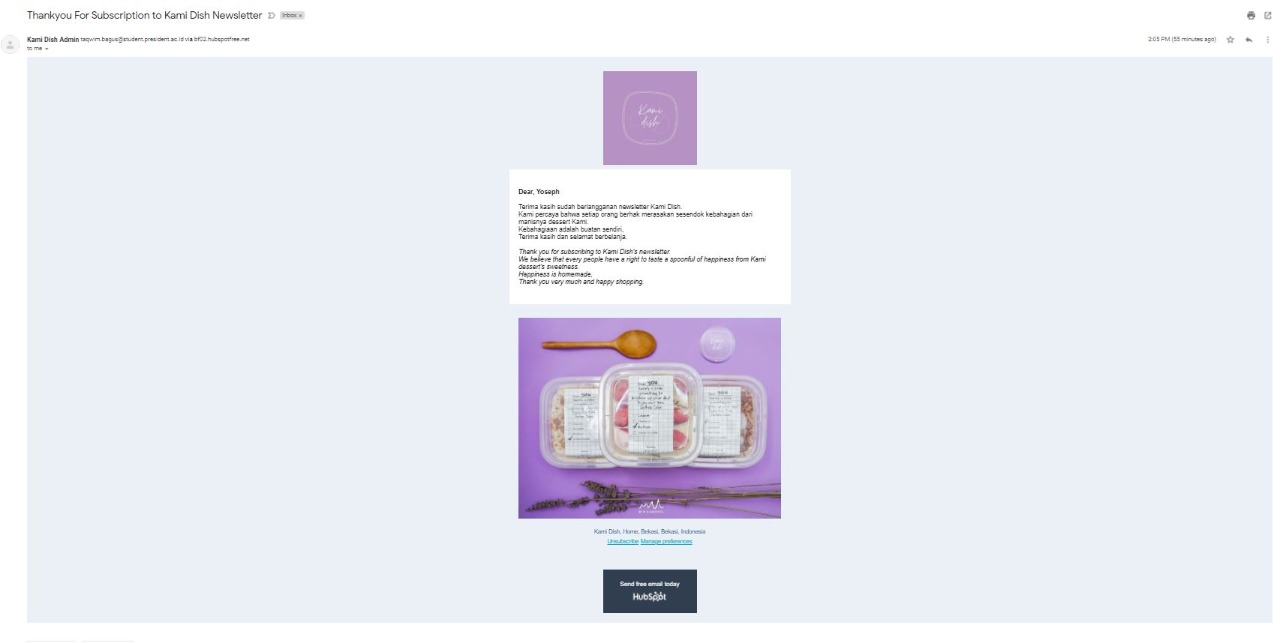 Thankyou For Subscription to Kami Dish Newsletter
Inbox x
Kami Dish Admin taqwim.bagus@student.president.ac.id via bf02.hubspotfree.net
2:05 PM (55 minutes ago)
to me
Kami
dish
Dear, Yoseph
Terima kasih sudah berlangganan newsletter Kami Dish.
Kami percaya bahwa setiap orang berhak merasakan sesendok kebahagian dari
manisnya dessert Kami.
Kebahagiaan adalah buatan sendiri.
Terima kasih dan selamat berbelanja.
Thank you for subscribing to Kami Dish's newsletter.
We believe that every people have a right to taste a spoonful of happiness from Kami
dessert's sweetness.
Happiness is homemade.
Thank you very much and happy shopping.
Kami
dish
Kami Dish, Home, Bekasi, Bekasi, Indonesia
Unsubscribe Manage preferences
Send free email today
HubSpot